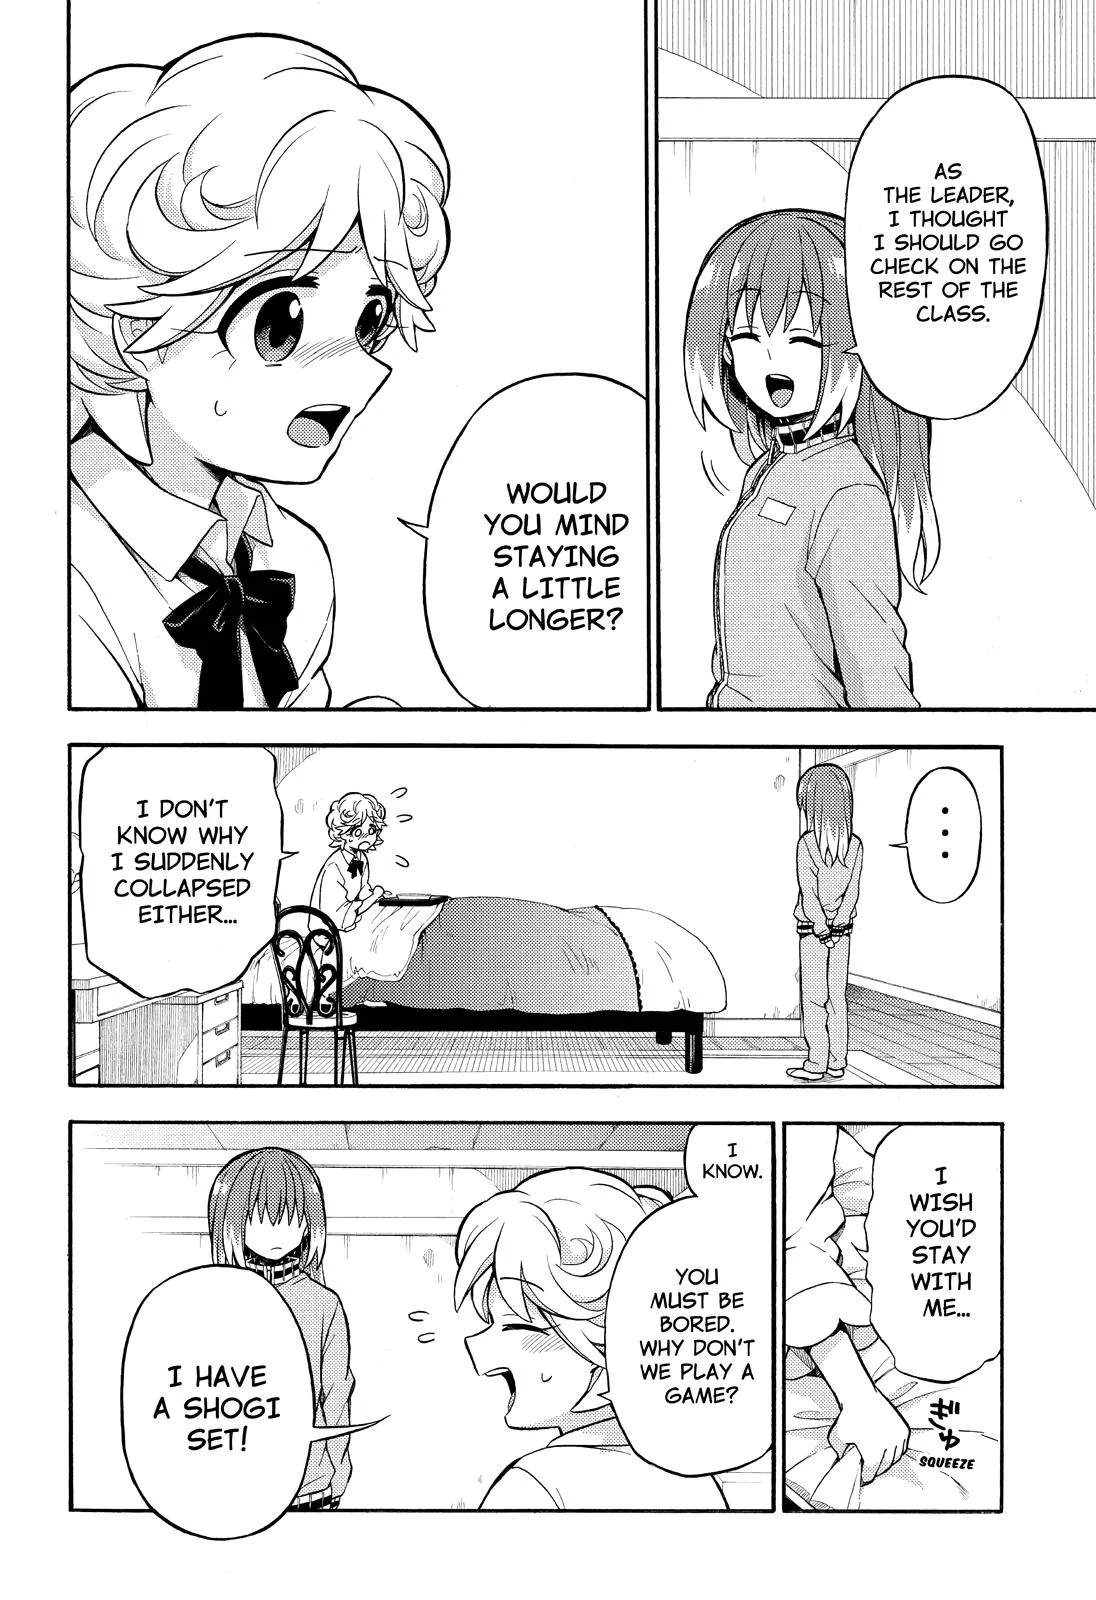 AS
THE LEADER,
I THOUGHT
I SHOULD GO
CHECK ON THE
REST OF THE
CLASS.
WOULD
YOU MIND
STAYING
A LITTLE
LONGER?
...
I DON'T
KNOW WHY
I SUDDENLY
COLLAPSED
EITHER...
I
WISH
YOU'D
STAY
WITH
ME...
ぎゅ
SQUEEZE
I
KNOW.
YOU
MUST BE
BORED.
WHY DON'T
WE PLAY A
GAME?
I HAVE
A SHOGI
SET!